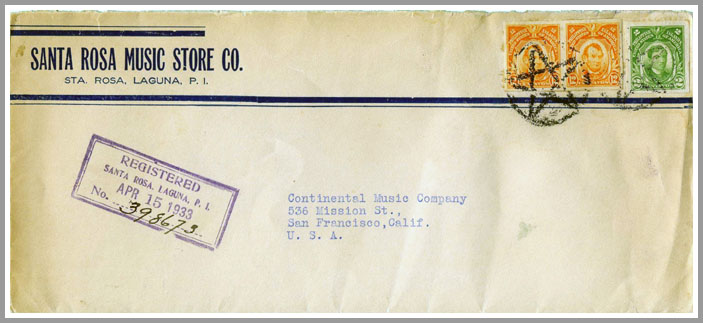 SANTA ROSA MUSIC STORE CO.
STA. ROSA, LAGUNA, P. I.
REGISTERED
SANTA ROSA, LAGUNA, P. I.
APR 15 1933
No. 398673
Continental Music Company
536 Mission St.,
San Francisco,Calif.
U. S. A.